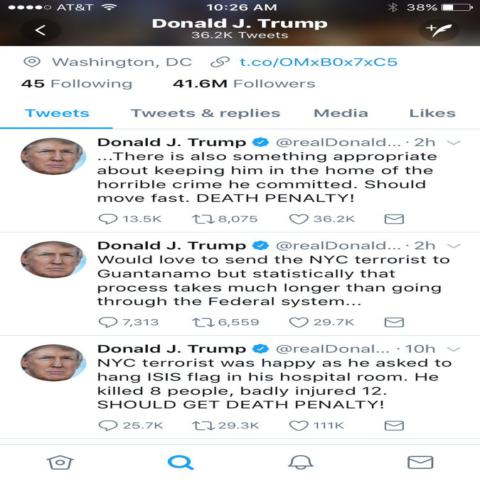 AT&T 10:26 AM 38%
Donald J. Trump
36.2K Tweets
Washington, DC t.co/OMxB0x7xC5
45 Following 41.6M Followers
Tweets Tweets & replies Media Likes
Donald J. Trump @realDonald... · 2h
...There is also something appropriate
about keeping him in the home of the
horrible crime he committed. Should
move fast. DEATH PENALTY!
13.5K 8,075 36.2K
Donald J. Trump @realDonald... · 2h
Would love to send the NYC terrorist to
Guantanamo but statistically that
process takes much longer than going
through the Federal system...
7,313 6,559 29.7K
Donald J. Trump @realDonal... · 10h
NYC terrorist was happy as he asked to
hang ISIS flag in his hospital room. He
killed 8 people, badly injured 12.
SHOULD GET DEATH PENALTY!
25.7K 29.3K 111K